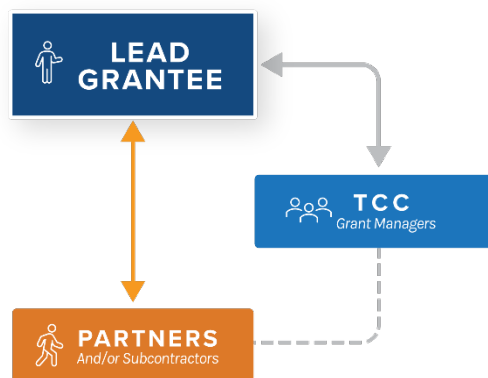 LEAD
GRANTEE
TCC
Grant Managers
PARTNERS
And/or Subcontractors